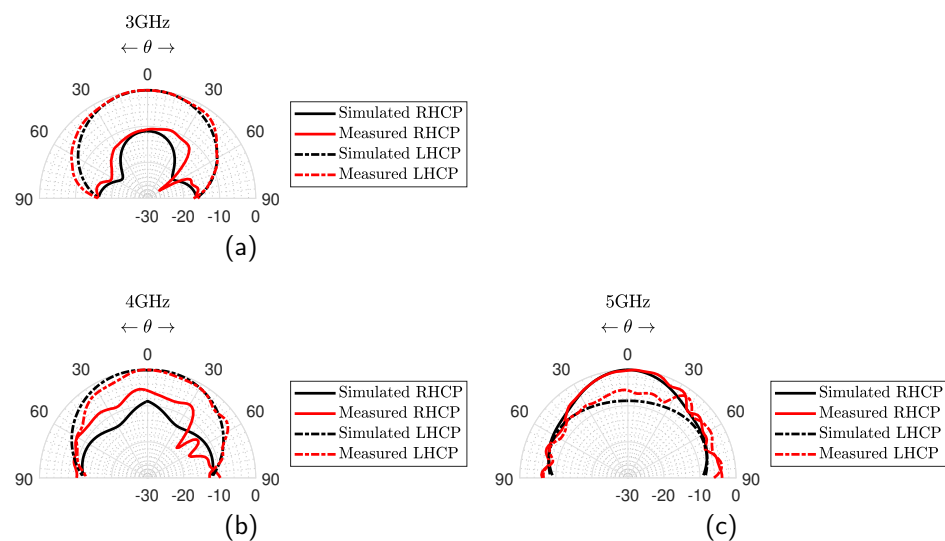 3GHz
← θ →
0
30 30
60 60
90 90
-30 -20 -10 0
Simulated RHCP
Measured RHCP
Simulated LHCP
Measured LHCP
(a)
4GHz
← θ →
0
30 30
60 60
90 90
-30 -20 -10 0
Simulated RHCP
Measured RHCP
Simulated LHCP
Measured LHCP
(b)
5GHz
← θ →
0
30 30
60 60
90 90
-30 -20 -10 0
Simulated RHCP
Measured RHCP
Simulated LHCP
Measured LHCP
(c)